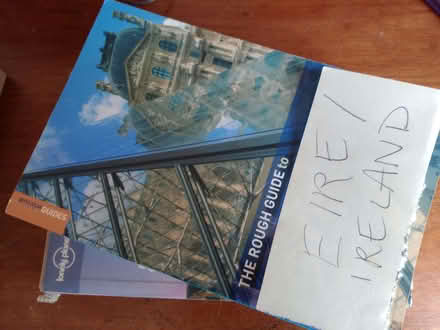 EIRE /
IRELAND
THE ROUGH GUIDE to
GUIDES
lonely planet